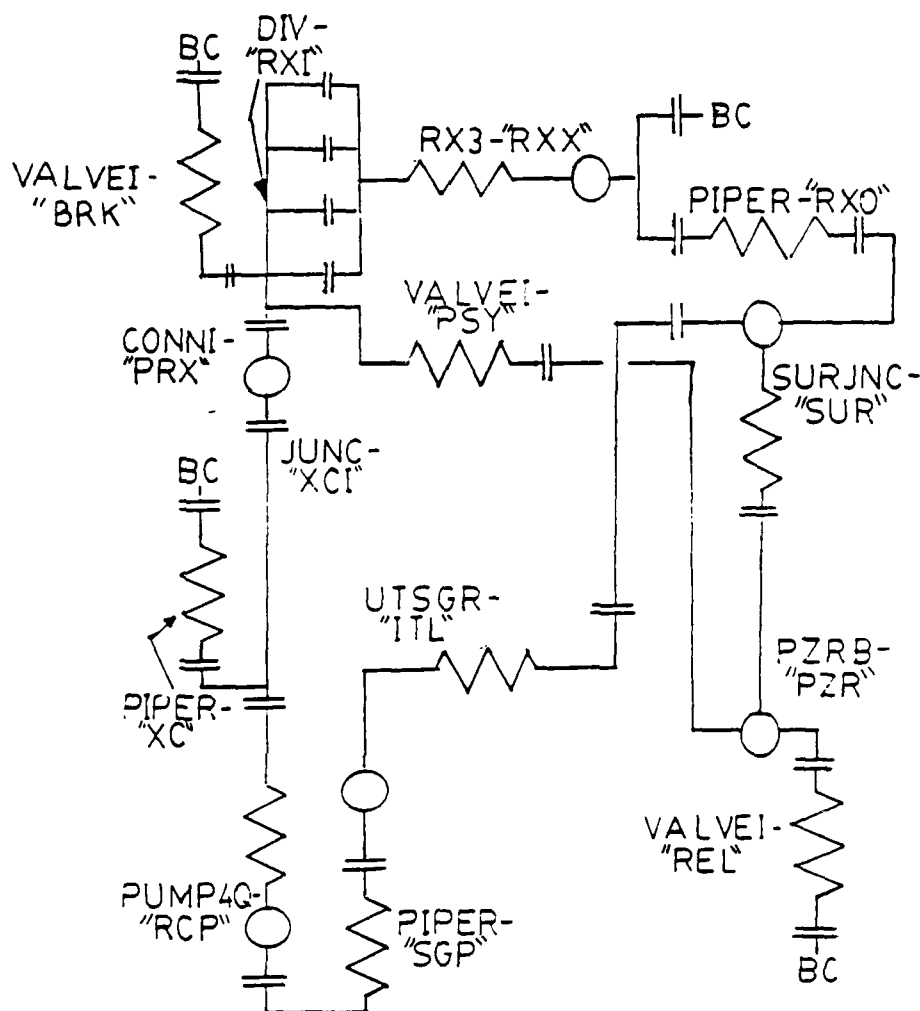 DIV-
"RXI"
BC
VALVEI-
"BRK"
RX3-"RXX"
BC
PIPER-"RXO"
VALVEI-
"PSY"
CONNI-
"PRX"
SURJNC-
"SUR"
JUNC-
"XCI"
BC
UTSGR-
"ITL"
PZRB-
"PZR"
PIPER-
"XC"
VALVEI-
"REL"
PUMP4Q-
"RCP"
PIPER-
"SGP"
BC